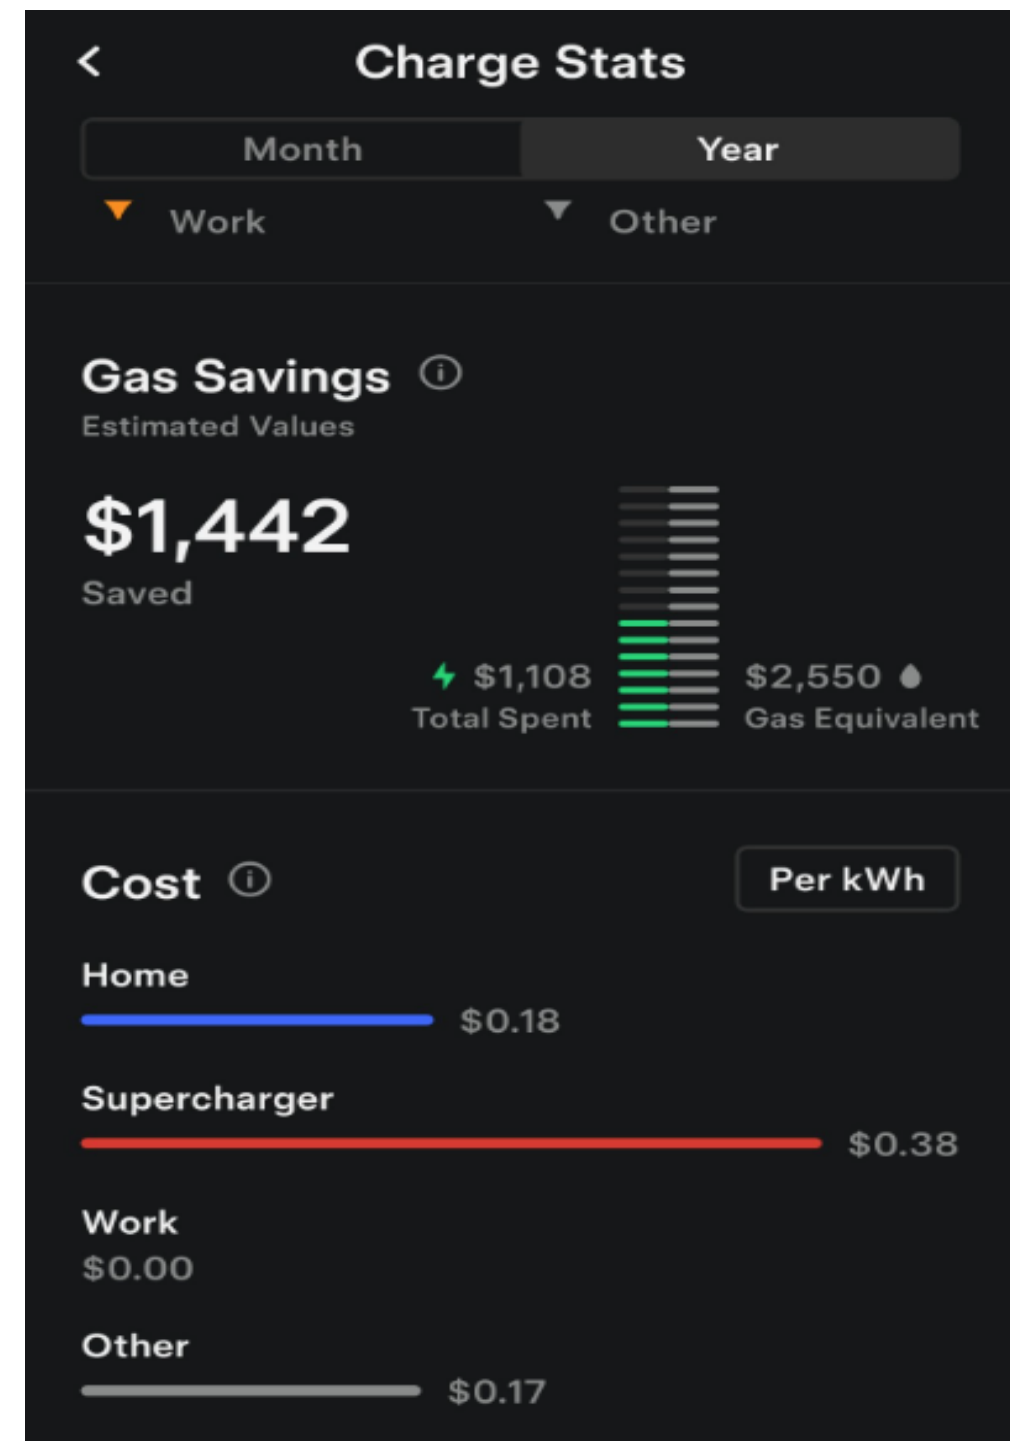 Charge Stats
Month Year
Work Other
Gas Savings
Estimated Values
$1,442
Saved
$1,108
Total Spent
$2,550
Gas Equivalent
Cost
Per kWh
Home
$0.18
Supercharger
$0.38
Work
$0.00
Other
$0.17